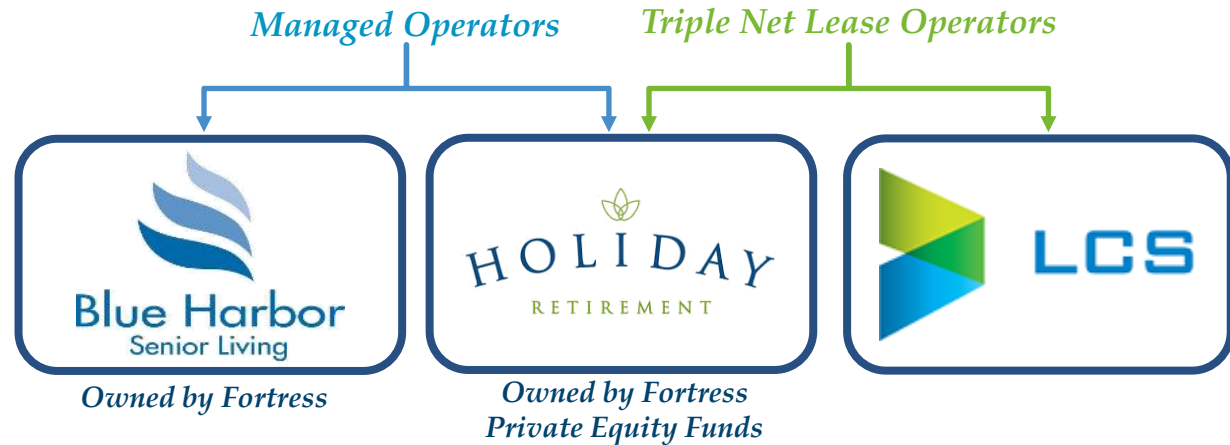 Managed Operators
Triple Net Lease Operators
Blue Harbor
Senior Living
HOLIDAY
RETIREMENT
LCS
Owned by Fortress
Owned by Fortress
Private Equity Funds